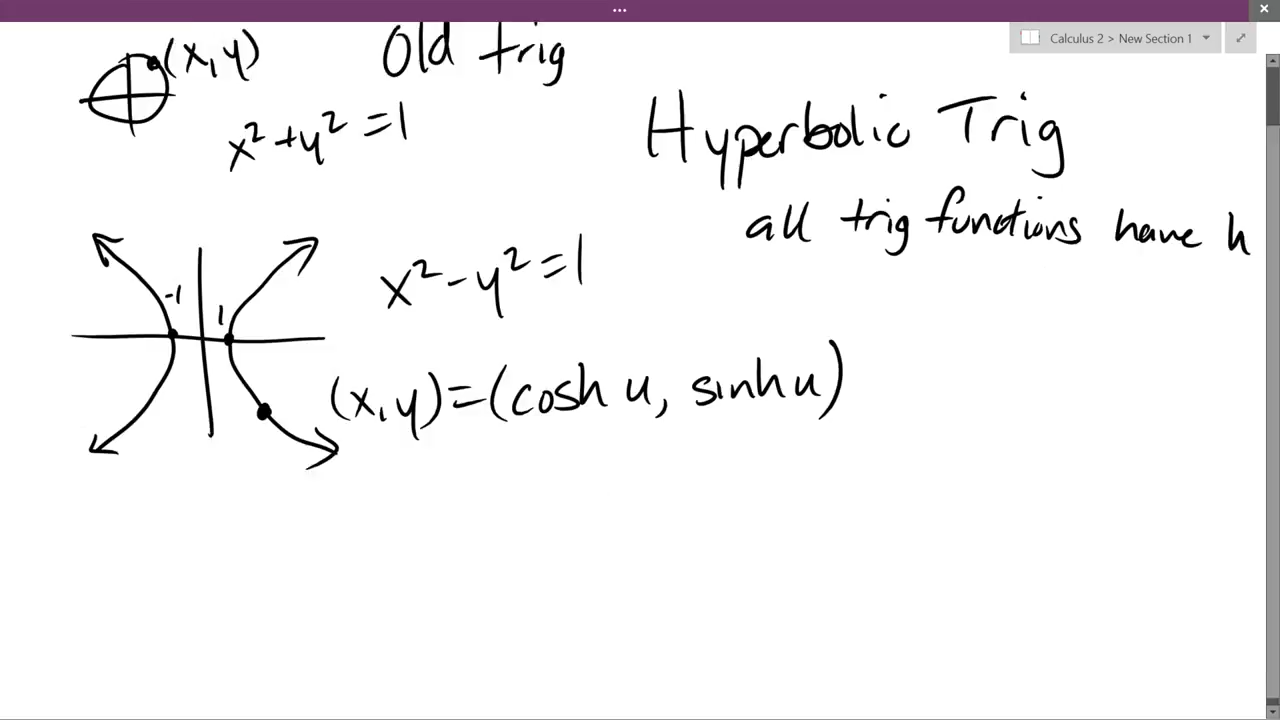 Calculus 2 > New Section 1
(x,y)
Old trig
x² + y² = 1
Hyperbolic Trig
all trig functions have h
-1
1
x² - y² = 1
(x,y) = (cosh u, sinh u)